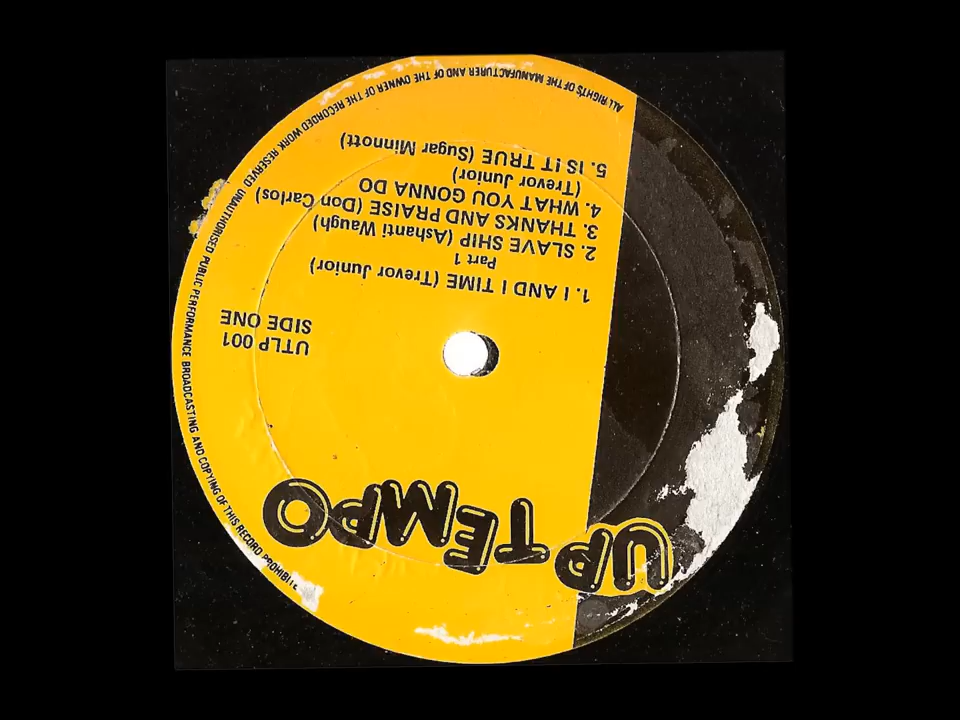 UP TEMPO
UTLP 001
SIDE ONE
1. I AND I TIME (Trevor Junior)
Part 1
2. SLAVE SHIP (Ashanti Waugh)
3. THANKS AND PRAISE (Don Carlos)
4. WHAT YOU GONNA DO
(Trevor Junior)
5. IS IT TRUE (Sugar Minnott)
ALL RIGHTS OF THE MANUFACTURER AND OF THE OWNER OF THE RECORDED WORK RESERVED UNAUTHORISED PUBLIC PERFORMANCE BROADCASTING AND COPYING OF THIS RECORD PROHIBITE